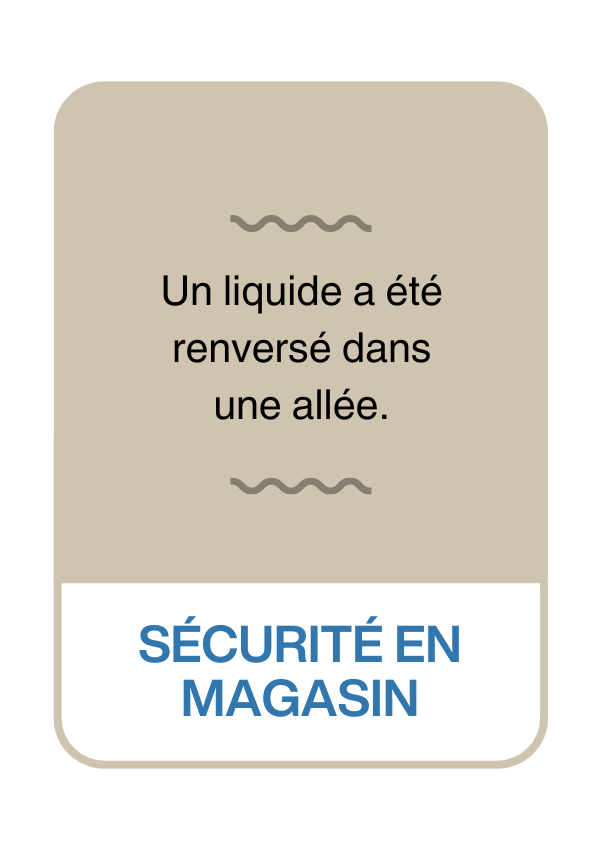 Un liquide a été
renversé dans
une allée.
SÉCURITÉ EN
MAGASIN